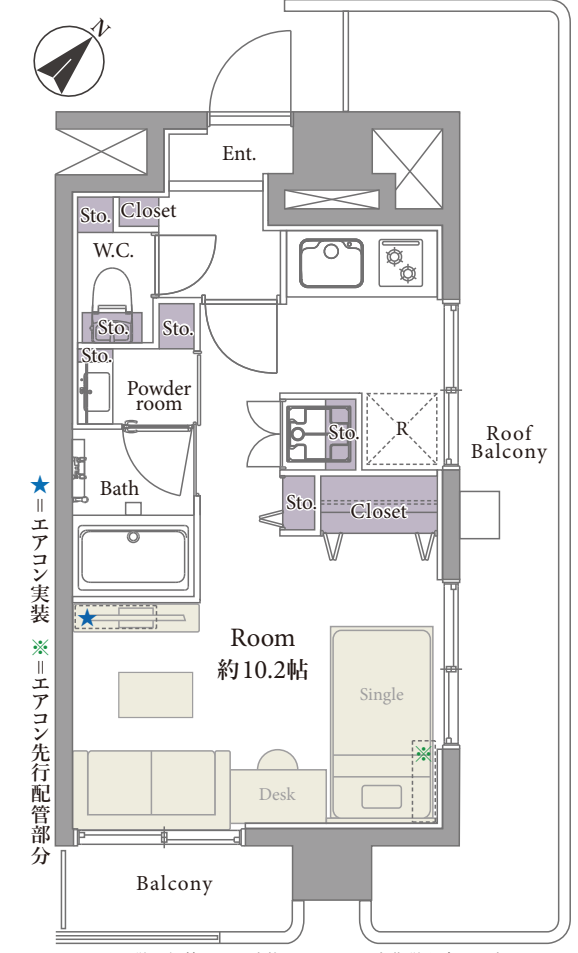 N
Ent.
Sto.
Closet
W.C.
Sto.
Sto.
Sto.
Powder
room
Sto.
R
Roof
Balcony
Bath
Sto.
Closet
★=エアコン実装 ※=エアコン先行配管部分
Room
約10.2帖
Single
※
Desk
Balcony